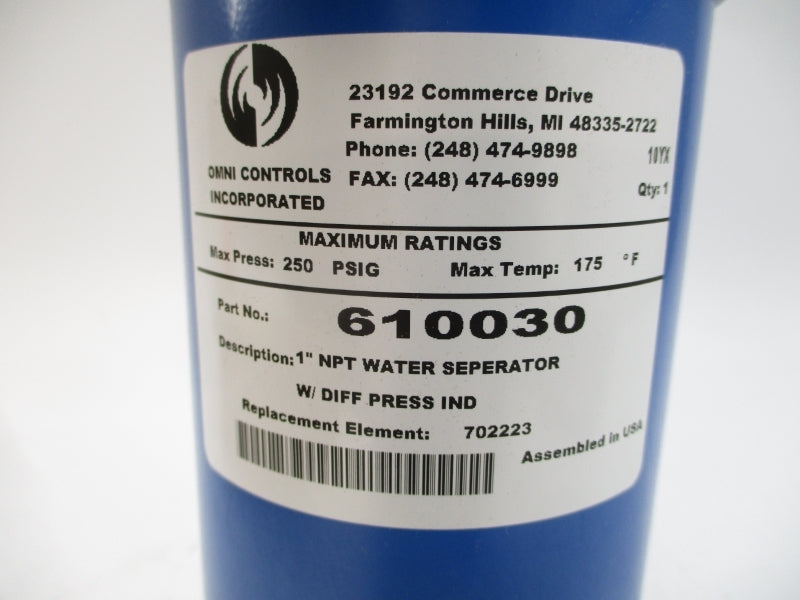 23192 Commerce Drive
Farmington Hills, MI 48335-2722
Phone: (248) 474-9898 10YX
OMNI CONTROLS FAX: (248) 474-6999
INCORPORATED Qty: 1
MAXIMUM RATINGS
Max Press: 250 PSIG Max Temp: 175 °F
Part No.: 610030
Description: 1" NPT WATER SEPERATOR
W/ DIFF PRESS IND
Replacement Element: 702223
Assembled in USA